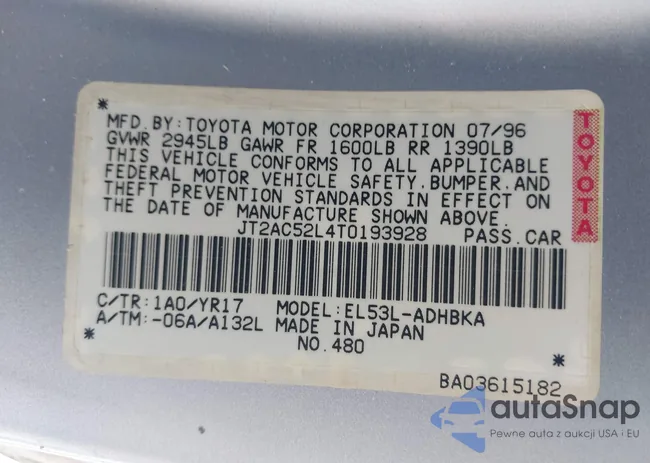 MFD. BY: TOYOTA MOTOR CORPORATION 07/96
GVWR 2945LB GAWR FR 1600LB RR 1390LB
THIS VEHICLE CONFORMS TO ALL APPLICABLE
FEDERAL MOTOR VEHICLE SAFETY, BUMPER, AND
THEFT PREVENTION STANDARDS IN EFFECT ON
THE DATE OF MANUFACTURE SHOWN ABOVE.
JT2AC52L4T0193928 PASS. CAR
TOYOTA
C/TR: 1A0/YR17 MODEL: EL53L-ADHBKA
A/TM: -06A/A132L MADE IN JAPAN
NO. 480
BA03615182
autaSnap
Pewne auta z aukcji USA i EU